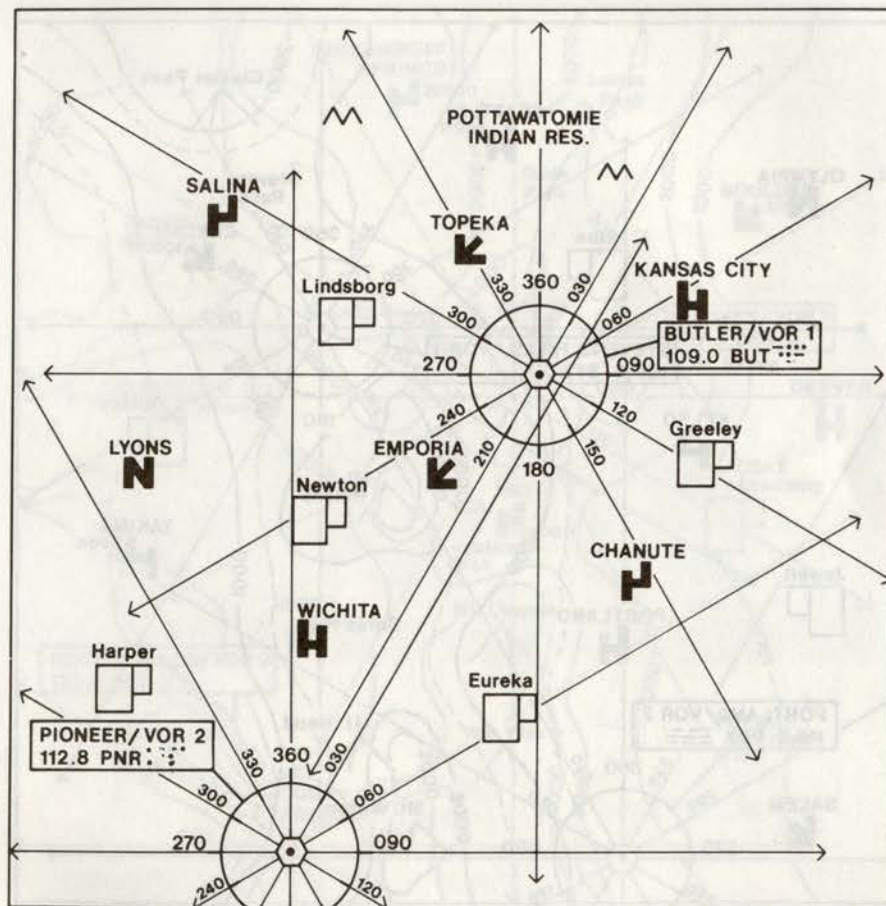 POTTAWATOMIE
INDIAN RES.
SALINA
TOPEKA
KANSAS CITY
Lindsborg
300
330
360
030
060
BUTLER/VOR 1
109.0 BUT
270
090
240
210
180
150
120
LYONS
EMPORIA
Greeley
Newton
CHANUTE
WICHITA
Harper
Eureka
PIONEER/VOR 2
112.8 PNR
300
330
360
030
060
270
090
240
120